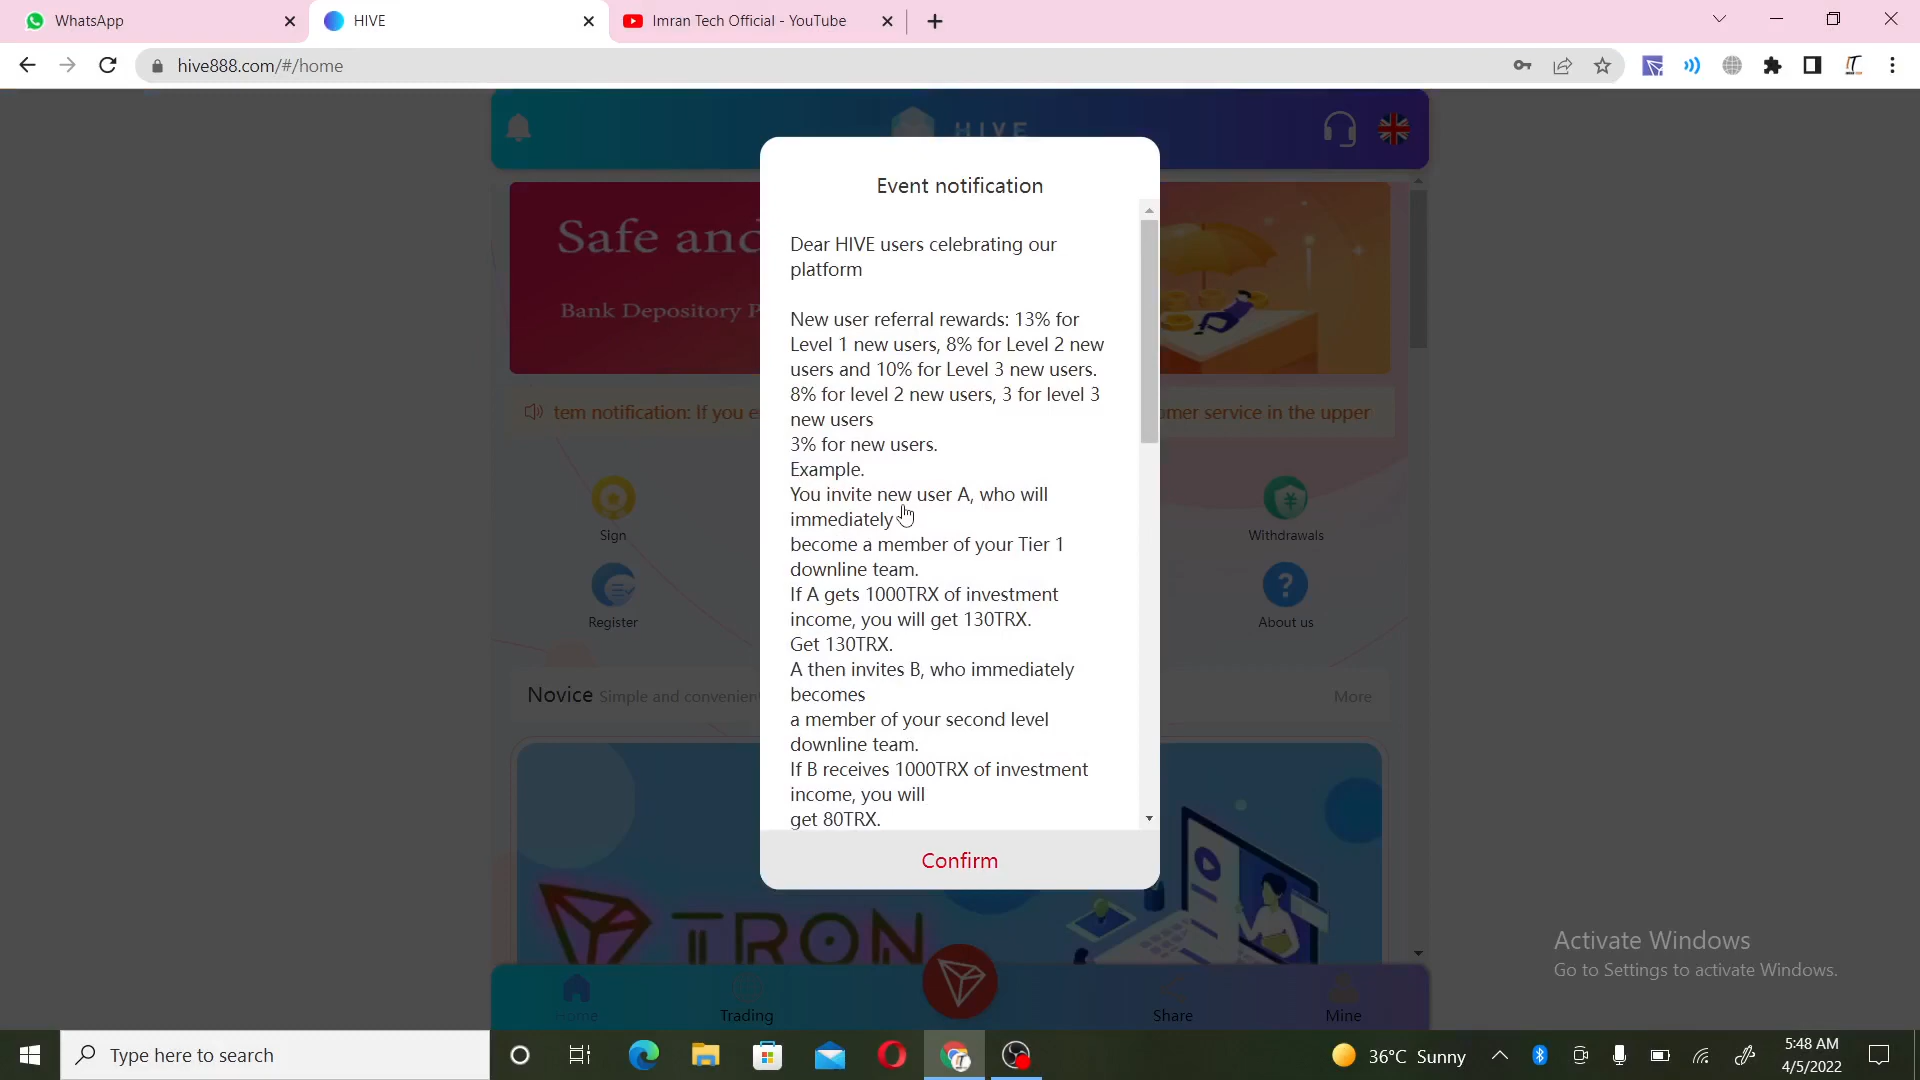 WhatsApp
HIVE
Imran Tech Official - YouTube
hive888.com/#/home
HIVE
Event notification
Safe and
Bank Depository P
Dear HIVE users celebrating our
platform
New user referral rewards: 13% for
Level 1 new users, 8% for Level 2 new
users and 10% for Level 3 new users.
8% for level 2 new users, 3 for level 3
new users
3% for new users.
Example.
You invite new user A, who will
immediately
become a member of your Tier 1
downline team.
If A gets 1000TRX of investment
income, you will get 130TRX.
Get 130TRX.
A then invites B, who immediately
becomes
a member of your second level
downline team.
If B receives 1000TRX of investment
income, you will
get 80TRX.
Confirm
tem notification: If you e
mer service in the upper
Sign
Withdrawals
Register
About us
Novice Simple and convenien
More
TRON
Home
Trading
Share
Mine
Activate Windows
Go to Settings to activate Windows.
Type here to search
36°C Sunny
5:48 AM
4/5/2022